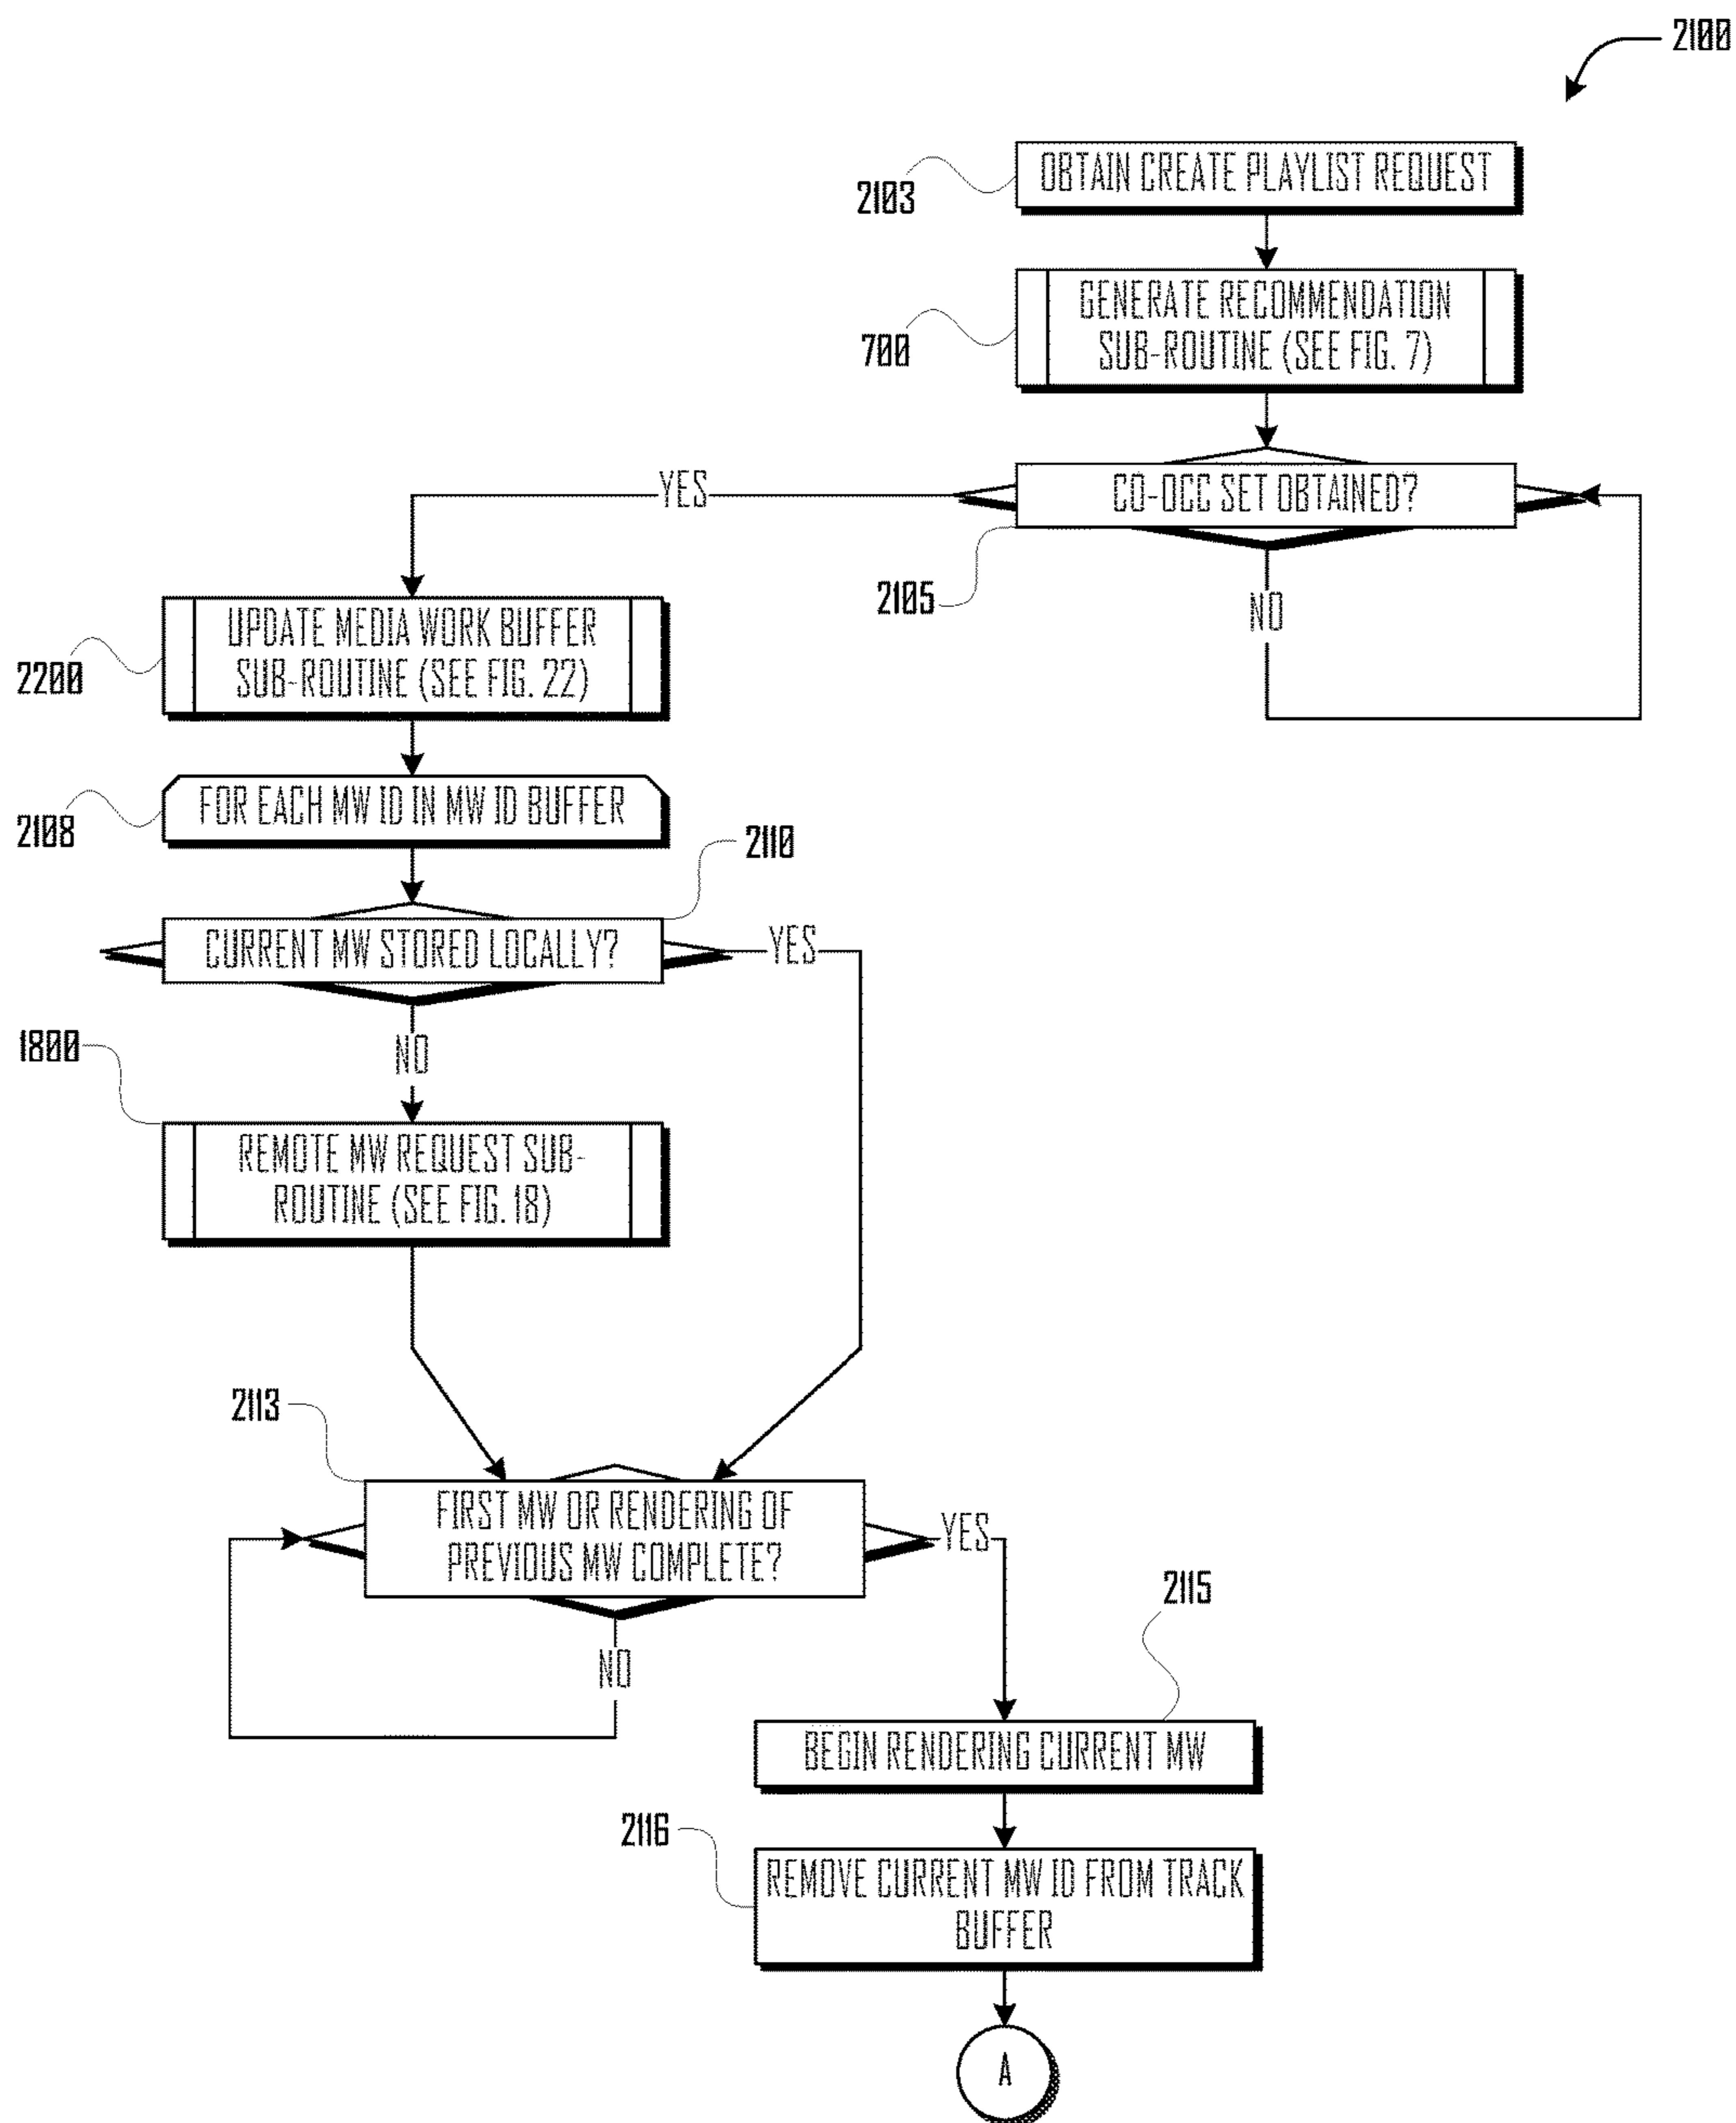 2100
OBTAIN CREATE PLAYLIST REQUEST
2103
GENERATE RECOMMENDATION
SUB-ROUTINE (SEE FIG. 7)
700
CO-OCC SET OBTAINED?
YES
2105
NO
UPDATE MEDIA WORK BUFFER
SUB-ROUTINE (SEE FIG. 22)
2200
FOR EACH MW ID IN MW ID BUFFER
2108
2110
CURRENT MW STORED LOCALLY?
YES
1800
NO
REMOTE MW REQUEST SUB-
ROUTINE (SEE FIG. 18)
2113
FIRST MW OR RENDERING OF
PREVIOUS MW COMPLETE?
YES
2115
NO
BEGIN RENDERING CURRENT MW
2116
REMOVE CURRENT MW ID FROM TRACK
BUFFER
A